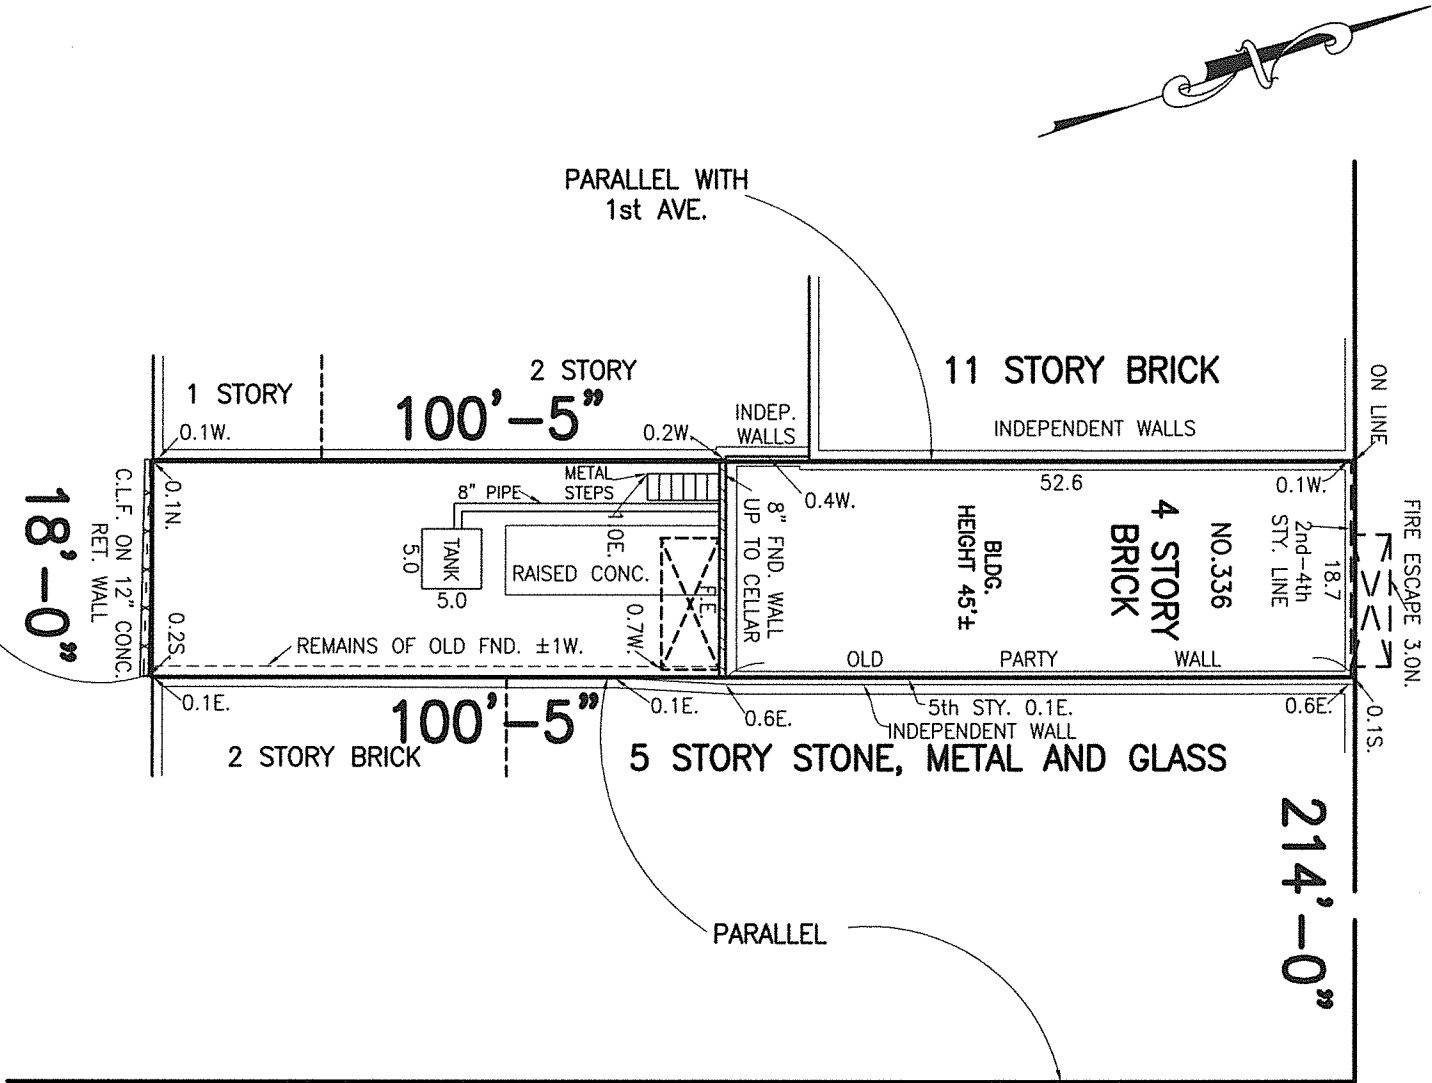 N
PARALLEL WITH
1st AVE.
11 STORY BRICK
INDEPENDENT WALLS
ON LINE
1 STORY
2 STORY
100'-5"
0.1W.
0.2W.
INDEP.
WALLS
0.4W.
52.6
0.1W.
18'-0"
C.L.F. ON 12" CONC.
RET. WALL
0.1N.
0.2S.
METAL
STEPS
8" PIPE
1.0E.
TANK
5.0
5.0
RAISED CONC.
F.E.
0.7W.
REMAINS OF OLD FND. ±1W.
8" FND. WALL
UP TO CELLAR
BLDG.
HEIGHT 45'±
NO.336
4 STORY
BRICK
2nd-4th
STY. LINE
18.7
FIRE ESCAPE 3.0N.
OLD PARTY WALL
0.1E.
100'-5"
0.1E.
0.6E.
5th STY. 0.1E.
INDEPENDENT WALL
0.6E.
0.1S.
2 STORY BRICK
5 STORY STONE, METAL AND GLASS
214'-0"
PARALLEL